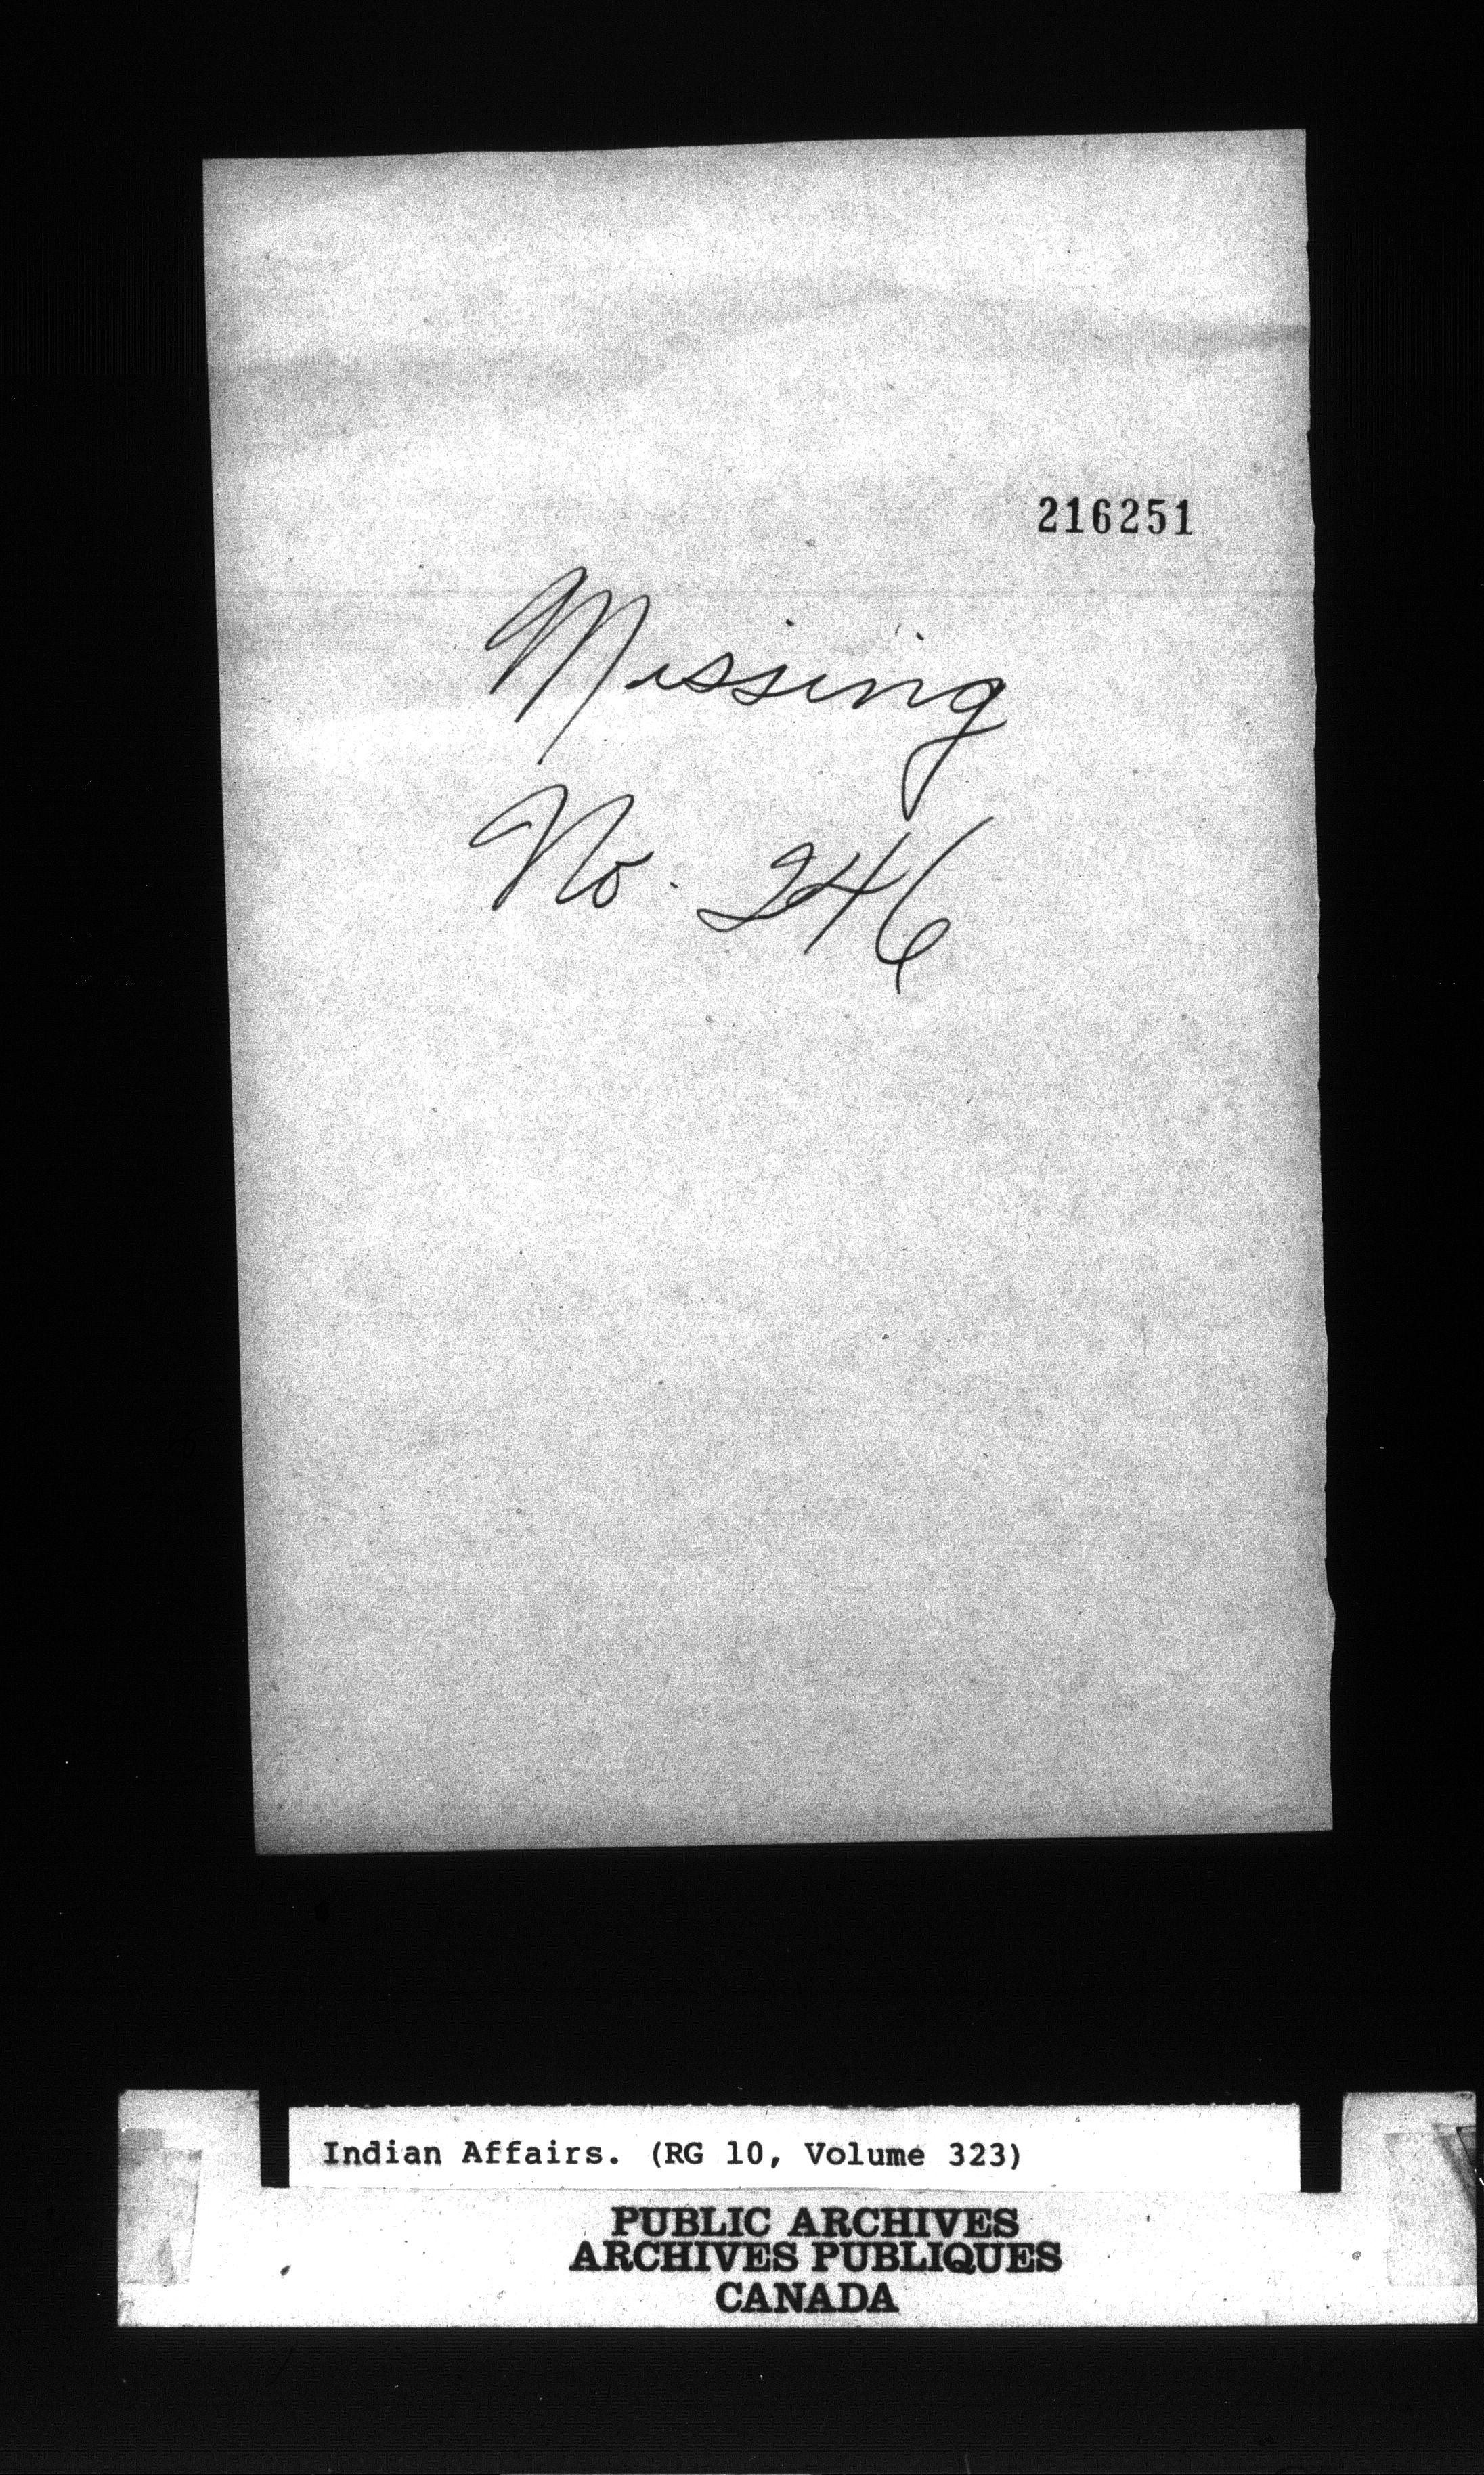 216251
Missing
No. 246
Indian Affairs. (RG 10, Volume 323)
PUBLIC ARCHIVES
ARCHIVES PUBLIQUES
CANADA